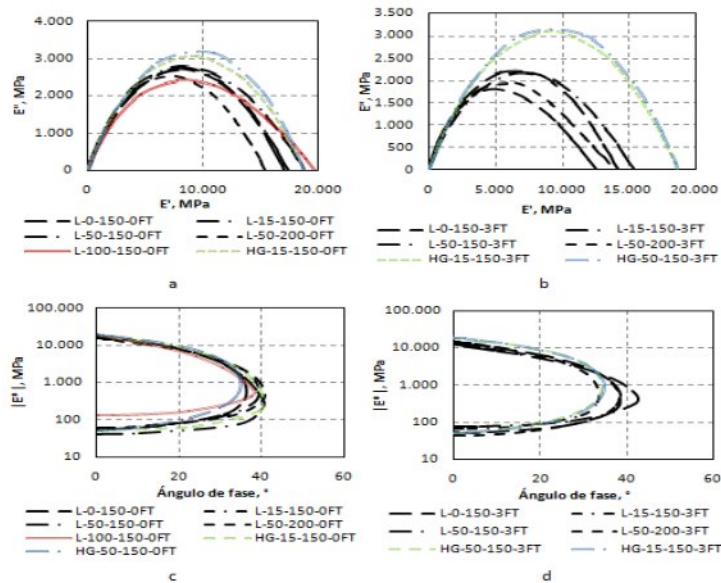 4.000
3.000
2.000
1.000
0
E", MPa
0
10.000
20.000
E', MPa
L-0-150-0FT
L-15-150-0FT
L-50-150-0FT
L-50-200-0FT
L-100-150-0FT
HG-15-150-0FT
a
3.500
3.000
2.500
2.000
1.500
1.000
500
0
E", MPa
0
5.000
10.000
15.000
20.000
E', MPa
L-0-150-3FT
L-15-150-3FT
L-50-150-3FT
L-50-200-3FT
HG-15-150-3FT
HG-50-150-3FT
b
100.000
10.000
1.000
100
10
|E*|, MPa
0
20
40
60
Ángulo de fase, °
L-0-150-0FT
L-15-150-0FT
L-50-150-0FT
L-50-200-0FT
L-100-150-0FT
HG-15-150-0FT
HG-50-150-0FT
c
100.000
10.000
1.000
100
10
|E*|, MPa
0
20
40
60
Ángulo de fase, °
L-0-150-3FT
L-15-150-3FT
L-50-150-3FT
L-50-200-3FT
HG-50-150-3FT
HG-15-150-3FT
d